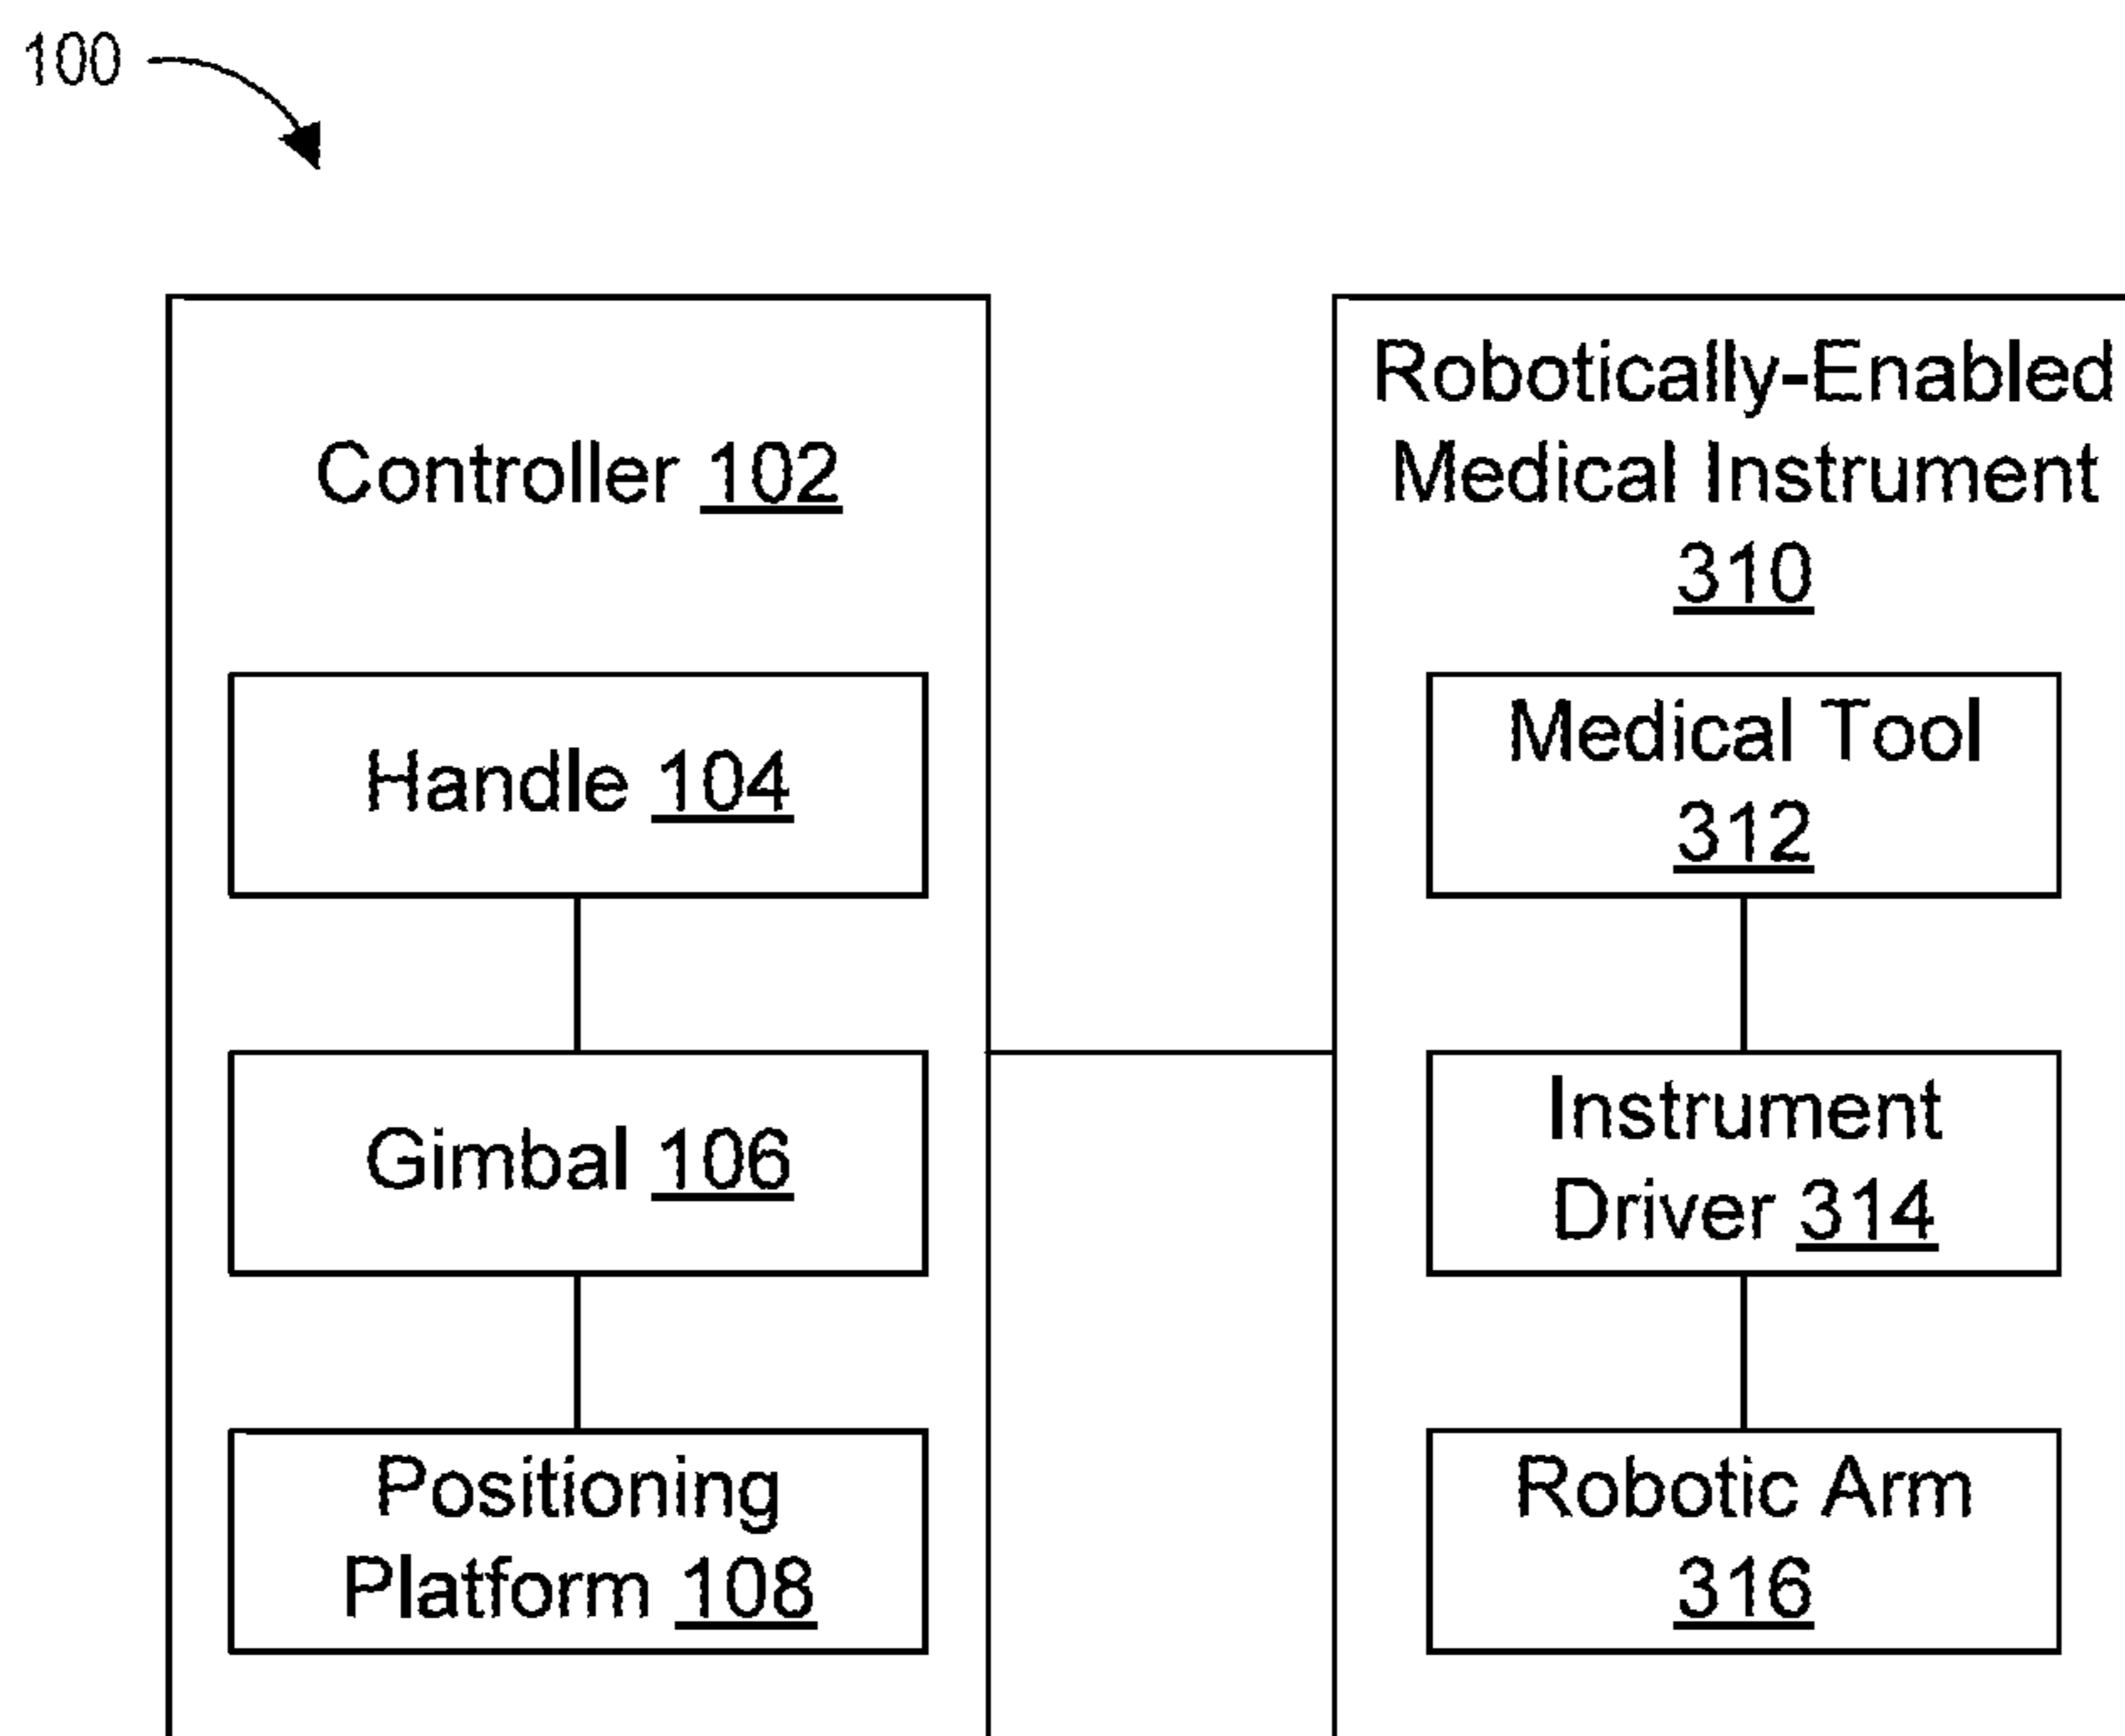 100
Controller 102
Handle 104
Gimbal 106
Positioning
Platform 108
Robotically-Enabled
Medical Instrument
310
Medical Tool
312
Instrument
Driver 314
Robotic Arm
316